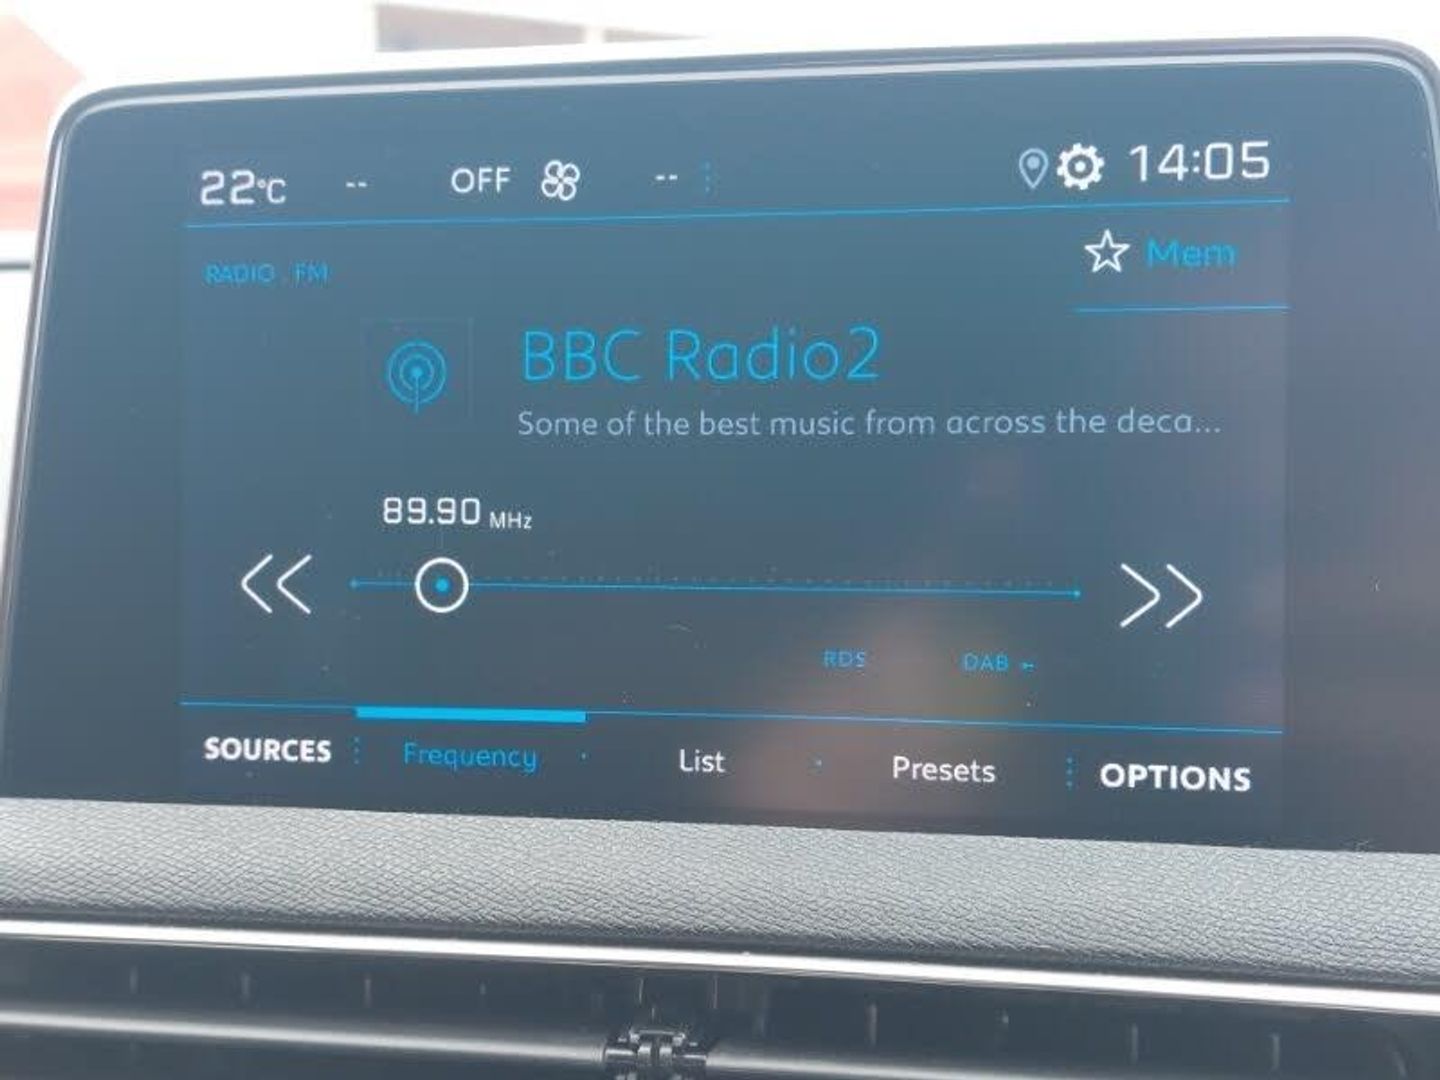 22°C -- OFF -- 14:05
Mem
RADIO FM
BBC Radio2
Some of the best music from across the deca...
89.90 MHz
RDS DAB --
SOURCES Frequency List Presets OPTIONS